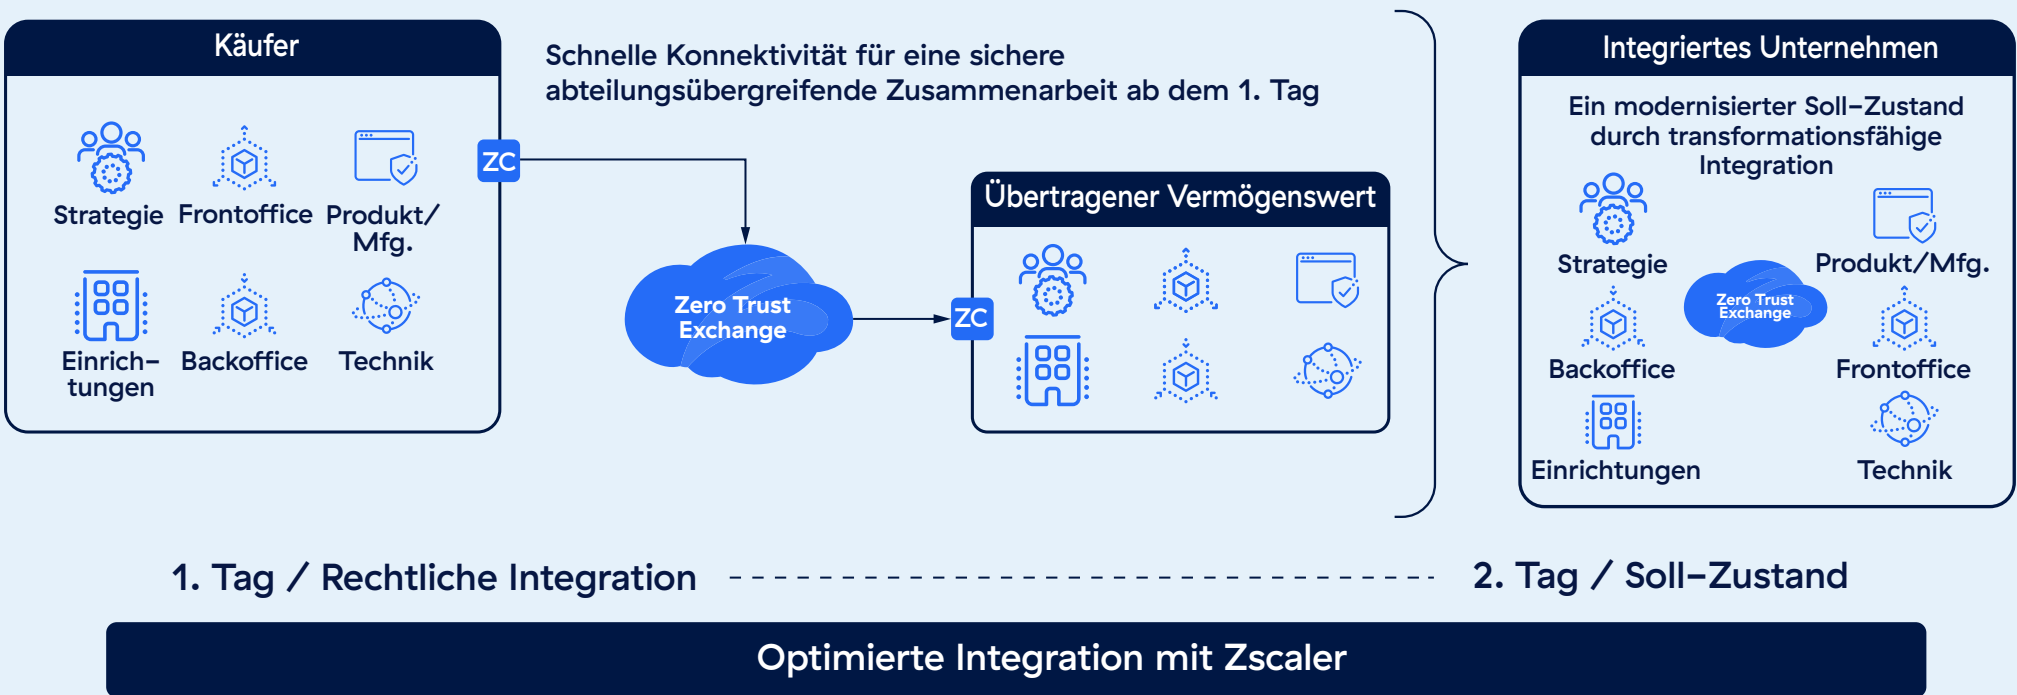 Käufer
Strategie
Frontoffice
Produkt/
Mfg.
Einrich-
tungen
Backoffice
Technik
ZC
Schnelle Konnektivität für eine sichere
abteilungsübergreifende Zusammenarbeit ab dem 1. Tag
Zero Trust
Exchange
ZC
Übertragener Vermögenswert
Integriertes Unternehmen
Ein modernisierter Soll-Zustand
durch transformationsfähige
Integration
Strategie
Produkt/Mfg.
Zero Trust
Exchange
Backoffice
Frontoffice
Einrichtungen
Technik
1. Tag / Rechtliche Integration
2. Tag / Soll-Zustand
Optimierte Integration mit Zscaler